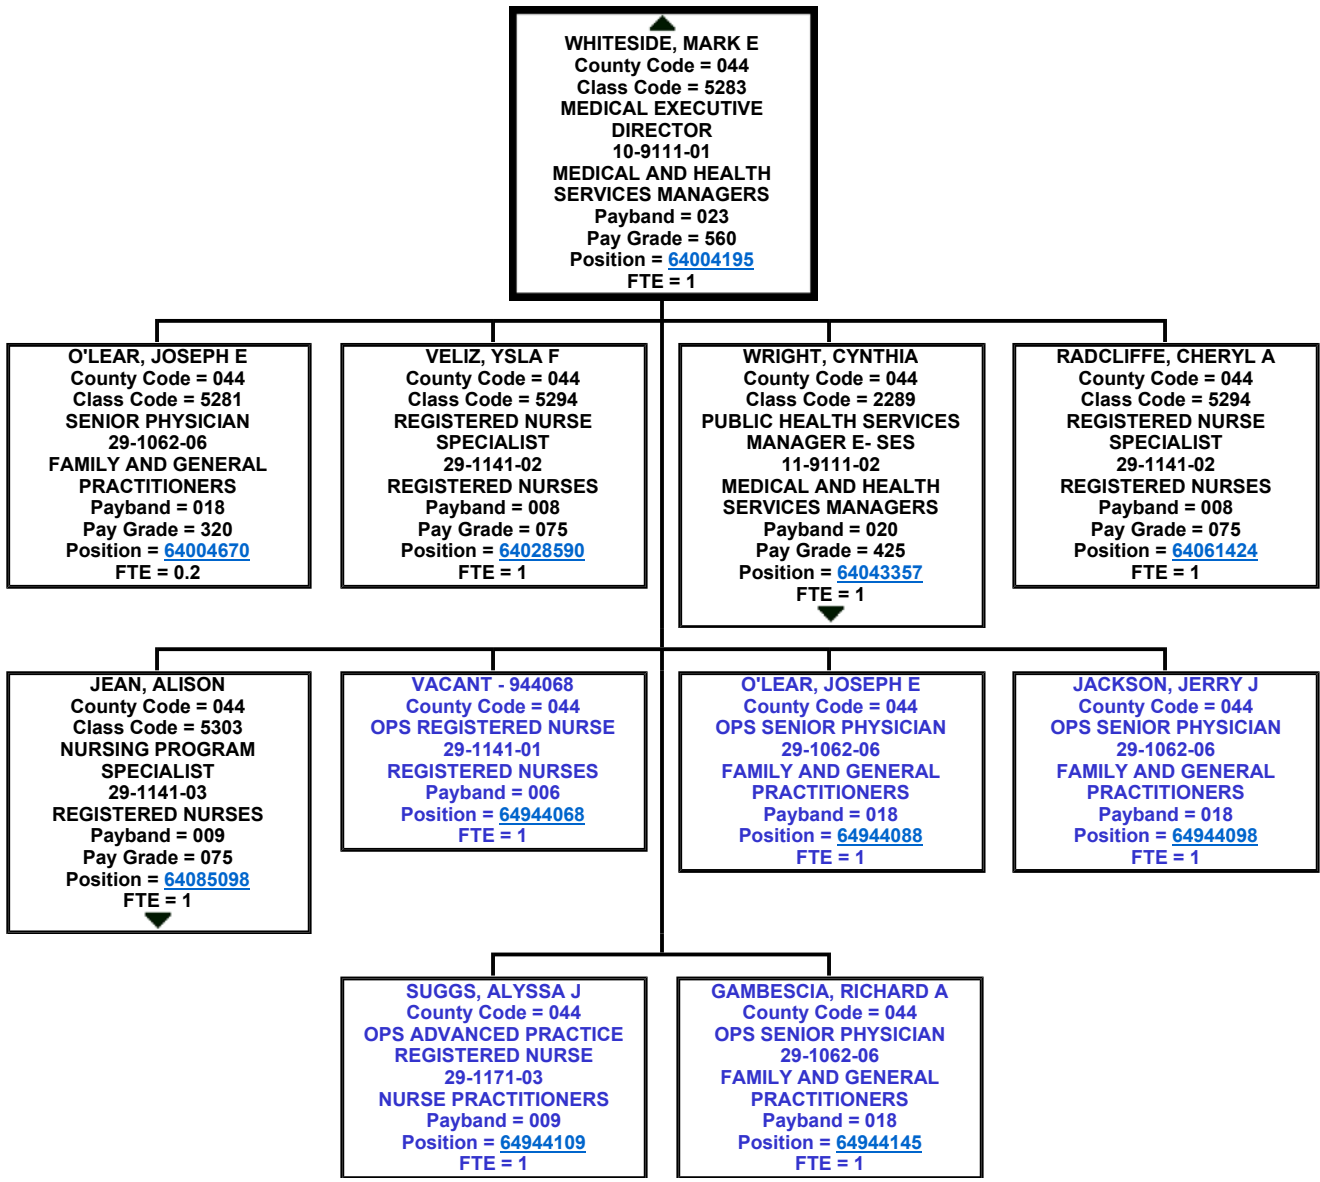 WHITESIDE, MARK E
County Code = 044
Class Code = 5283
MEDICAL EXECUTIVE
DIRECTOR
10-9111-01
MEDICAL AND HEALTH
SERVICES MANAGERS
Payband = 023
Pay Grade = 560
Position = 64004195
FTE = 1
O'LEAR, JOSEPH E
County Code = 044
Class Code = 5281
SENIOR PHYSICIAN
29-1062-06
FAMILY AND GENERAL
PRACTITIONERS
Payband = 018
Pay Grade = 320
Position = 64004670
FTE = 0.2
VELIZ, YSLA F
County Code = 044
Class Code = 5294
REGISTERED NURSE
SPECIALIST
29-1141-02
REGISTERED NURSES
Payband = 008
Pay Grade = 075
Position = 64028590
FTE = 1
WRIGHT, CYNTHIA
County Code = 044
Class Code = 2289
PUBLIC HEALTH SERVICES
MANAGER E- SES
11-9111-02
MEDICAL AND HEALTH
SERVICES MANAGERS
Payband = 020
Pay Grade = 425
Position = 64043357
FTE = 1
RADCLIFFE, CHERYL A
County Code = 044
Class Code = 5294
REGISTERED NURSE
SPECIALIST
29-1141-02
REGISTERED NURSES
Payband = 008
Pay Grade = 075
Position = 64061424
FTE = 1
JEAN, ALISON
County Code = 044
Class Code = 5303
NURSING PROGRAM
SPECIALIST
29-1141-03
REGISTERED NURSES
Payband = 009
Pay Grade = 075
Position = 64085098
FTE = 1
VACANT - 944068
County Code = 044
OPS REGISTERED NURSE
29-1141-01
REGISTERED NURSES
Payband = 006
Position = 64944068
FTE = 1
O'LEAR, JOSEPH E
County Code = 044
OPS SENIOR PHYSICIAN
29-1062-06
FAMILY AND GENERAL
PRACTITIONERS
Payband = 018
Position = 64944088
FTE = 1
JACKSON, JERRY J
County Code = 044
OPS SENIOR PHYSICIAN
29-1062-06
FAMILY AND GENERAL
PRACTITIONERS
Payband = 018
Position = 64944098
FTE = 1
SUGGS, ALYSSA J
County Code = 044
OPS ADVANCED PRACTICE
REGISTERED NURSE
29-1171-03
NURSE PRACTITIONERS
Payband = 009
Position = 64944109
FTE = 1
GAMBESCIA, RICHARD A
County Code = 044
OPS SENIOR PHYSICIAN
29-1062-06
FAMILY AND GENERAL
PRACTITIONERS
Payband = 018
Position = 64944145
FTE = 1